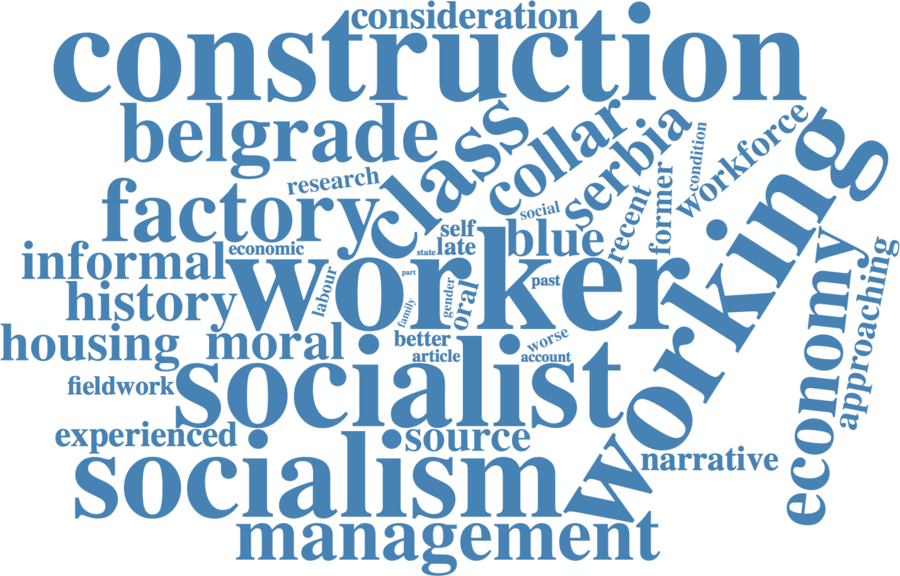 consideration
construction
belgrade
class
collar
serbia
condition
workforce
working
research
factory
social
recent
former
self
late
state
blue
economic
informal
worker
part
past
labour
family
gender
oral
history
economy
approaching
housing
moral
better
worse
article
account
socialist
fieldwork
experienced
source
socialism
narrative
management